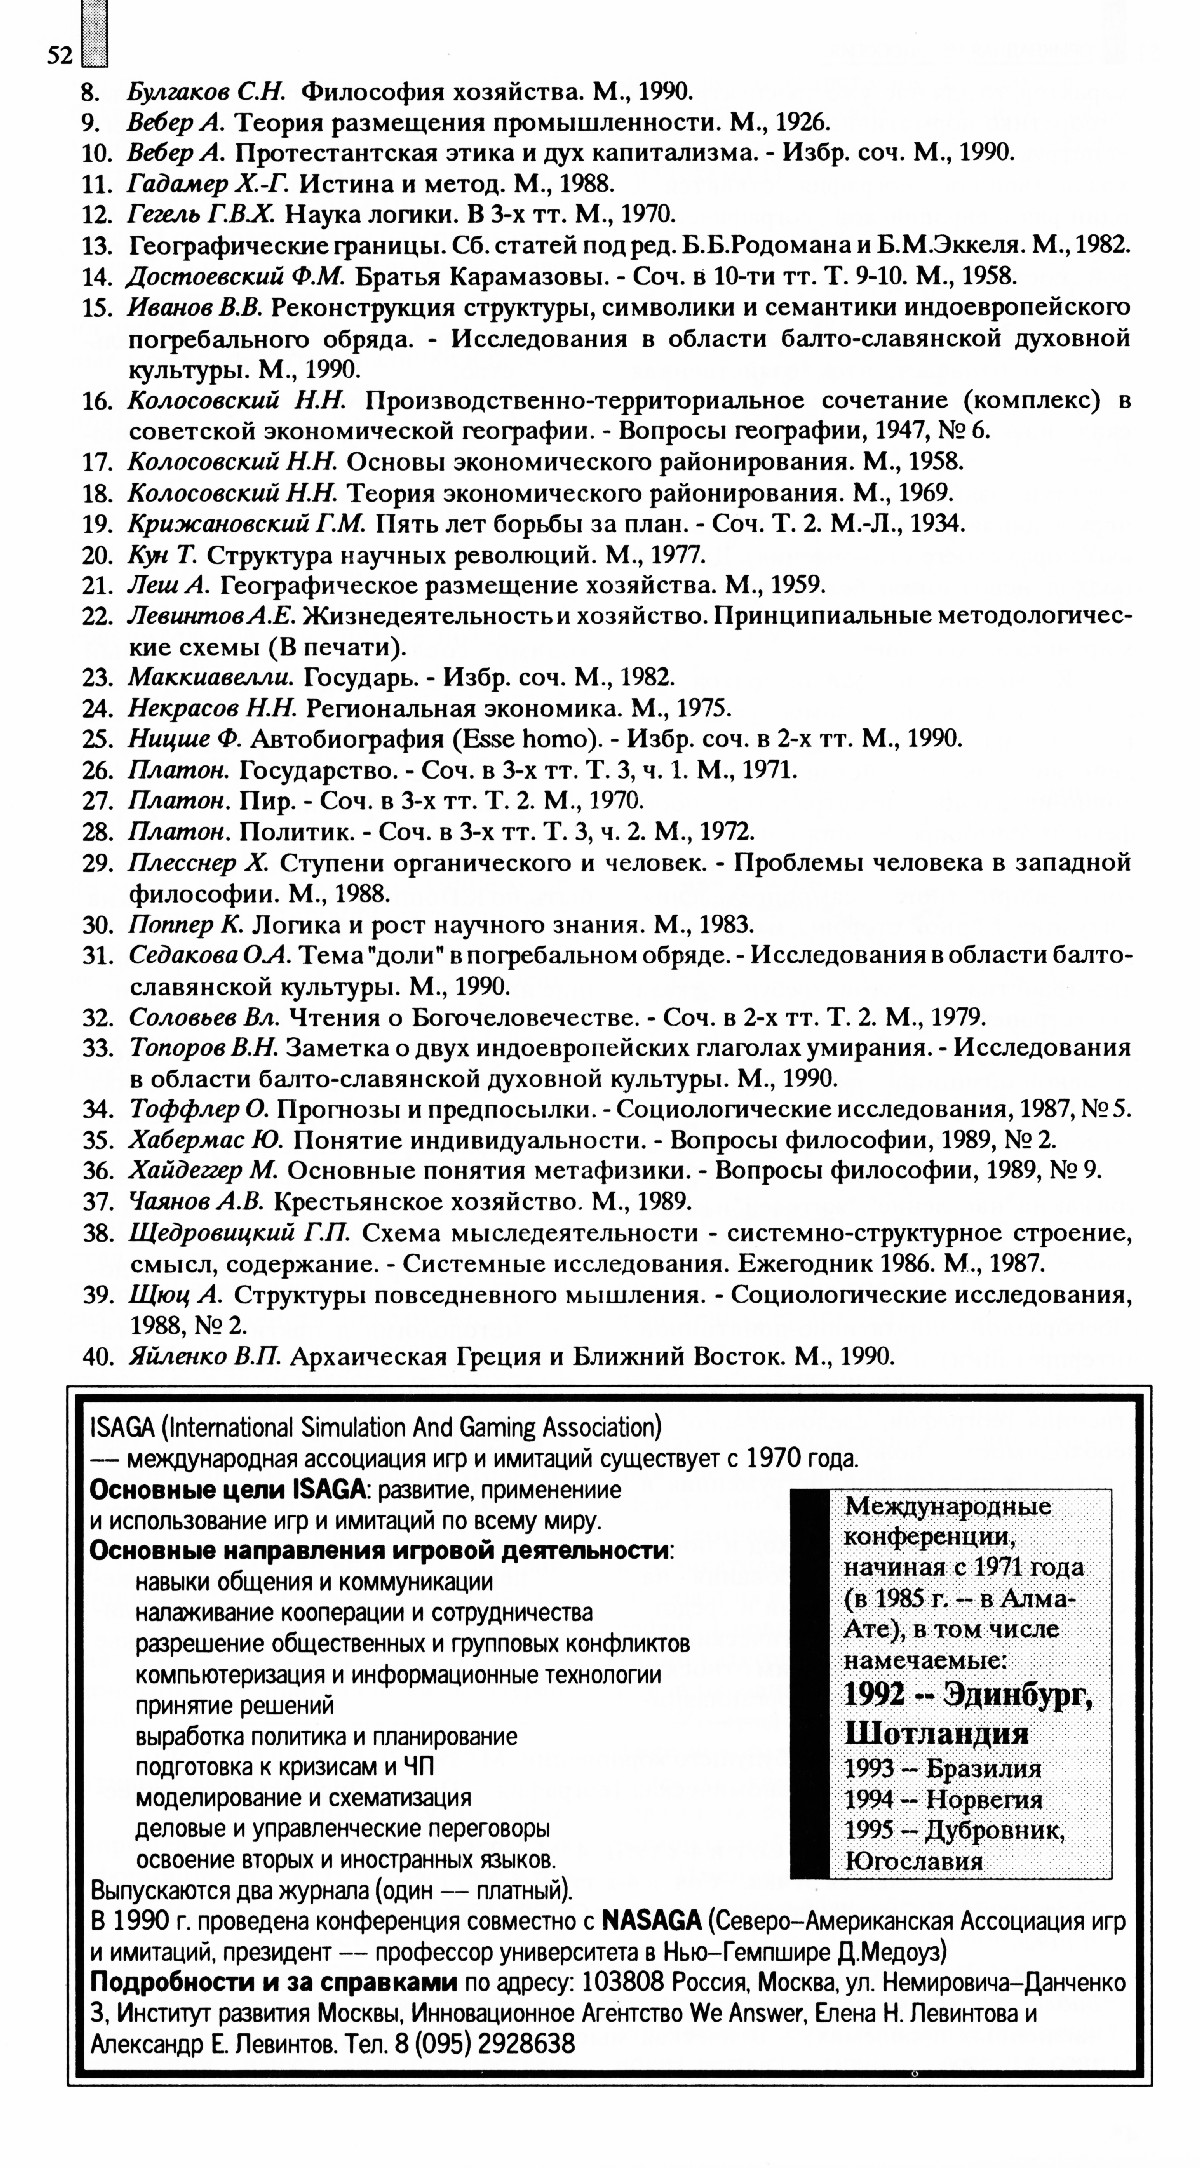 52
8. Булгаков С.Н. Философия хозяйства. М., 1990.
9. Вебер А. Теория размещения промышленности. М., 1926.
10. Вебер А. Протестантская этика и дух капитализма. - Избр. соч. М., 1990.
11. Гадамер Х.-Г. Истина и метод. М., 1988.
12. Гегель Г.В.Х. Наука логики. В 3-х тт. М., 1970.
13. Географические границы. Сб. статей под ред. Б.Б.Родомана и Б.М.Эккеля. М., 1982.
14. Достоевский Ф.М. Братья Карамазовы. - Соч. в 10-ти тт. Т. 9-10. М., 1958.
15. Иванов В.В. Реконструкция структуры, символики и семантики индоевропейского
погребального обряда. - Исследования в области балто-славянской духовной
культуры. М., 1990.
16. Колосовский Н.Н. Производственно-территориальное сочетание (комплекс) в
советской экономической географии. - Вопросы географии, 1947, № 6.
17. Колосовский Н.Н. Основы экономического районирования. М., 1958.
18. Колосовский Н.Н. Теория экономического районирования. М., 1969.
19. Крижановский Г.М. Пять лет борьбы за план. - Соч. Т. 2. М.-Л., 1934.
20. Кун Т. Структура научных революций. М., 1977.
21. Леш А. Географическое размещение хозяйства. М., 1959.
22. Левинтов А.Е. Жизнедеятельность и хозяйство. Принципиальные методологичес-
кие схемы (В печати).
23. Маккиавелли. Государь. - Избр. соч. М., 1982.
24. Некрасов Н.Н. Региональная экономика. М., 1975.
25. Ницше Ф. Автобиография (Esse homo). - Избр. соч. в 2-х тт. М., 1990.
26. Платон. Государство. - Соч. в 3-х тт. Т. 3, ч. 1. М., 1971.
27. Платон. Пир. - Соч. в 3-х тт. Т. 2. М., 1970.
28. Платон. Политик. - Соч. в 3-х тт. Т. 3, ч. 2. М., 1972.
29. Плесснер Х. Ступени органического и человек. - Проблемы человека в западной
философии. М., 1988.
30. Поппер К. Логика и рост научного знания. М., 1983.
31. Седакова О.А. Тема "доли" в погребальном обряде. - Исследования в области балто-
славянской культуры. М., 1990.
32. Соловьев Вл. Чтения о Богочеловечестве. - Соч. в 2-х тт. Т. 2. М., 1979.
33. Топоров В.Н. Заметка о двух индоевропейских глаголах умирания. - Исследования
в области балто-славянской духовной культуры. М., 1990.
34. Тоффлер О. Прогнозы и предпосылки. - Социологические исследования, 1987, № 5.
35. Хабермас Ю. Понятие индивидуальности. - Вопросы философии, 1989, № 2.
36. Хайдеггер М. Основные понятия метафизики. - Вопросы философии, 1989, № 9.
37. Чаянов А.В. Крестьянское хозяйство. М., 1989.
38. Щедровицкий Г.П. Схема мыследеятельности - системно-структурное строение,
смысл, содержание. - Системные исследования. Ежегодник 1986. М., 1987.
39. Щюц А. Структуры повседневного мышления. - Социологические исследования,
1988, № 2.
40. Яйленко В.П. Архаическая Греция и Ближний Восток. М., 1990.
ISAGA (International Simulation And Gaming Association)
— международная ассоциация игр и имитаций существует с 1970 года.
Основные цели ISAGA: развитие, применениие
и использование игр и имитаций по всему миру.
Основные направления игровой деятельности:
навыки общения и коммуникации
налаживание кооперации и сотрудничества
разрешение общественных и групповых конфликтов
компьютеризация и информационные технологии
принятие решений
выработка политика и планирование
подготовка к кризисам и ЧП
моделирование и схематизация
деловые и управленческие переговоры
освоение вторых и иностранных языков.
Международные
конференции,
начиная с 1971 года
(в 1985 г. -- в Алма-
Ате), в том числе
намечаемые:
1992 -- Эдинбург,
Шотландия
1993 -- Бразилия
1994 -- Норвегия
1995 -- Дубровник,
Югославия
Выпускаются два журнала (один — платный).
В 1990 г. проведена конференция совместно с NASAGA (Северо-Американская Ассоциация игр
и имитаций, президент — профессор университета в Нью-Гемпшире Д.Медоуз)
Подробности и за справками по адресу: 103808 Россия, Москва, ул. Немировича-Данченко
3, Институт развития Москвы, Инновационное Агентство We Answer, Елена Н. Левинтова и
Александр Е. Левинтов. Тел. 8 (095) 2928638